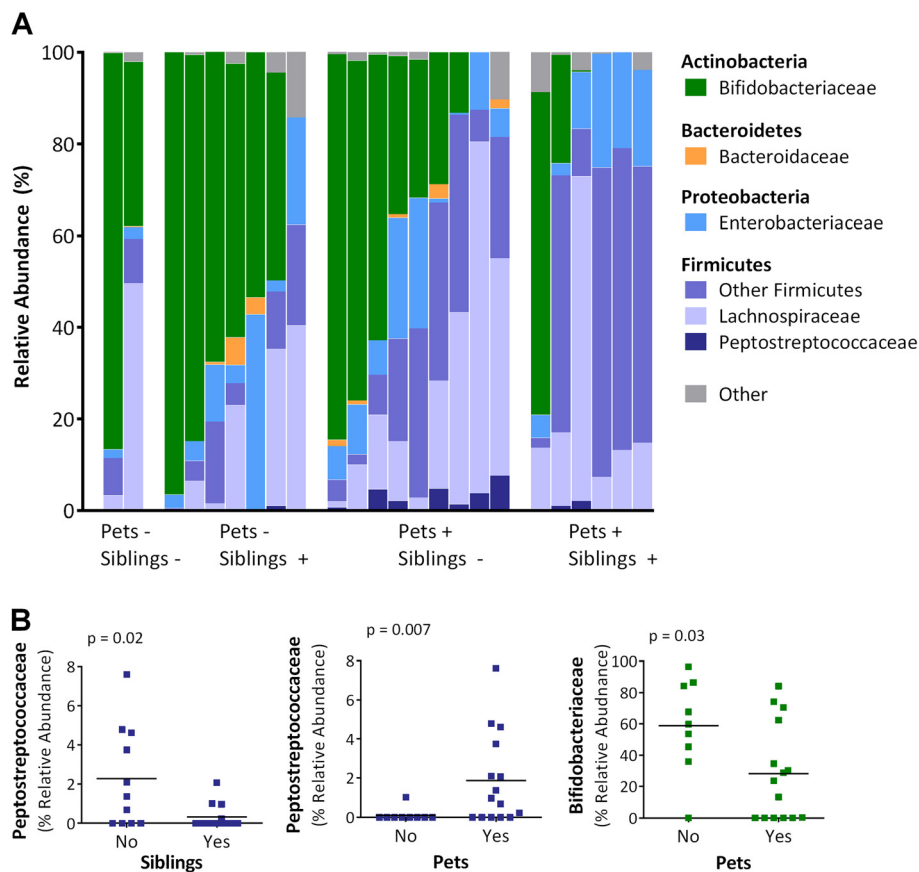 A
Relative Abundance (%)
100
80
60
40
20
0
Pets - Siblings -
Pets - Siblings +
Pets + Siblings -
Pets + Siblings +
Actinobacteria
Bifidobacteriaceae
Bacteroidetes
Bacteroidaceae
Proteobacteria
Enterobacteriaceae
Firmicutes
Other Firmicutes
Lachnospiraceae
Peptostreptococcaceae
Other
B
p = 0.02
Peptostreptococcaceae
(% Relative Abundance)
8
6
4
2
0
No Yes
Siblings
p = 0.007
Peptostreptococcaceae
(% Relative Abundance)
8
6
4
2
0
No Yes
Pets
p = 0.03
Bifidobacteriaceae
(% Relative Abudnance)
100
80
60
40
20
0
No Yes
Pets